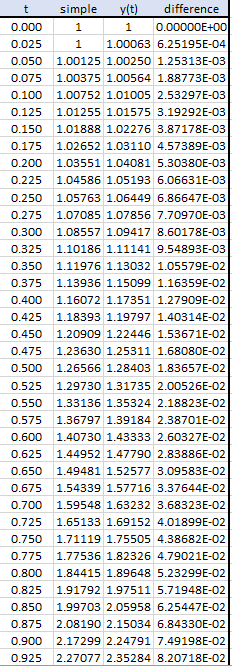 t simple y(t) difference
0.000 1 1 0.00000E+00
0.025 1 1.00063 6.25195E-04
0.050 1.00125 1.00250 1.25313E-03
0.075 1.00375 1.00564 1.88773E-03
0.100 1.00752 1.01005 2.53297E-03
0.125 1.01255 1.01575 3.19292E-03
0.150 1.01888 1.02276 3.87178E-03
0.175 1.02652 1.03110 4.57389E-03
0.200 1.03551 1.04081 5.30380E-03
0.225 1.04586 1.05193 6.06631E-03
0.250 1.05763 1.06449 6.86647E-03
0.275 1.07085 1.07856 7.70970E-03
0.300 1.08557 1.09417 8.60178E-03
0.325 1.10186 1.11141 9.54893E-03
0.350 1.11976 1.13032 1.05579E-02
0.375 1.13936 1.15099 1.16359E-02
0.400 1.16072 1.17351 1.27909E-02
0.425 1.18393 1.19797 1.40314E-02
0.450 1.20909 1.22446 1.53671E-02
0.475 1.23630 1.25311 1.68080E-02
0.500 1.26566 1.28403 1.83657E-02
0.525 1.29730 1.31735 2.00526E-02
0.550 1.33136 1.35324 2.18823E-02
0.575 1.36797 1.39184 2.38701E-02
0.600 1.40730 1.43333 2.60327E-02
0.625 1.44952 1.47790 2.83886E-02
0.650 1.49481 1.52577 3.09583E-02
0.675 1.54339 1.57716 3.37644E-02
0.700 1.59548 1.63232 3.68323E-02
0.725 1.65133 1.69152 4.01899E-02
0.750 1.71119 1.75505 4.38682E-02
0.775 1.77536 1.82326 4.79021E-02
0.800 1.84415 1.89648 5.23299E-02
0.825 1.91792 1.97511 5.71948E-02
0.850 1.99703 2.05958 6.25447E-02
0.875 2.08190 2.15034 6.84330E-02
0.900 2.17299 2.24791 7.49198E-02
0.925 2.27077 2.35284 8.20718E-02